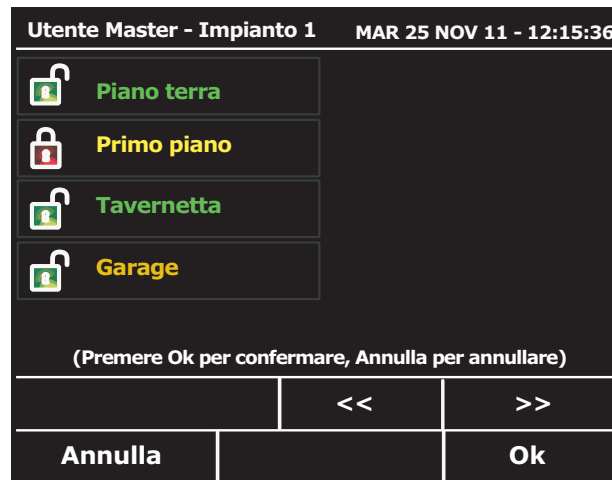 Utente Master - Impianto 1 MAR 25 NOV 11 - 12:15:36
Piano terra
Primo piano
Tavernetta
Garage
(Premere Ok per confermare, Annulla per annullare)
<< >>
Annulla Ok